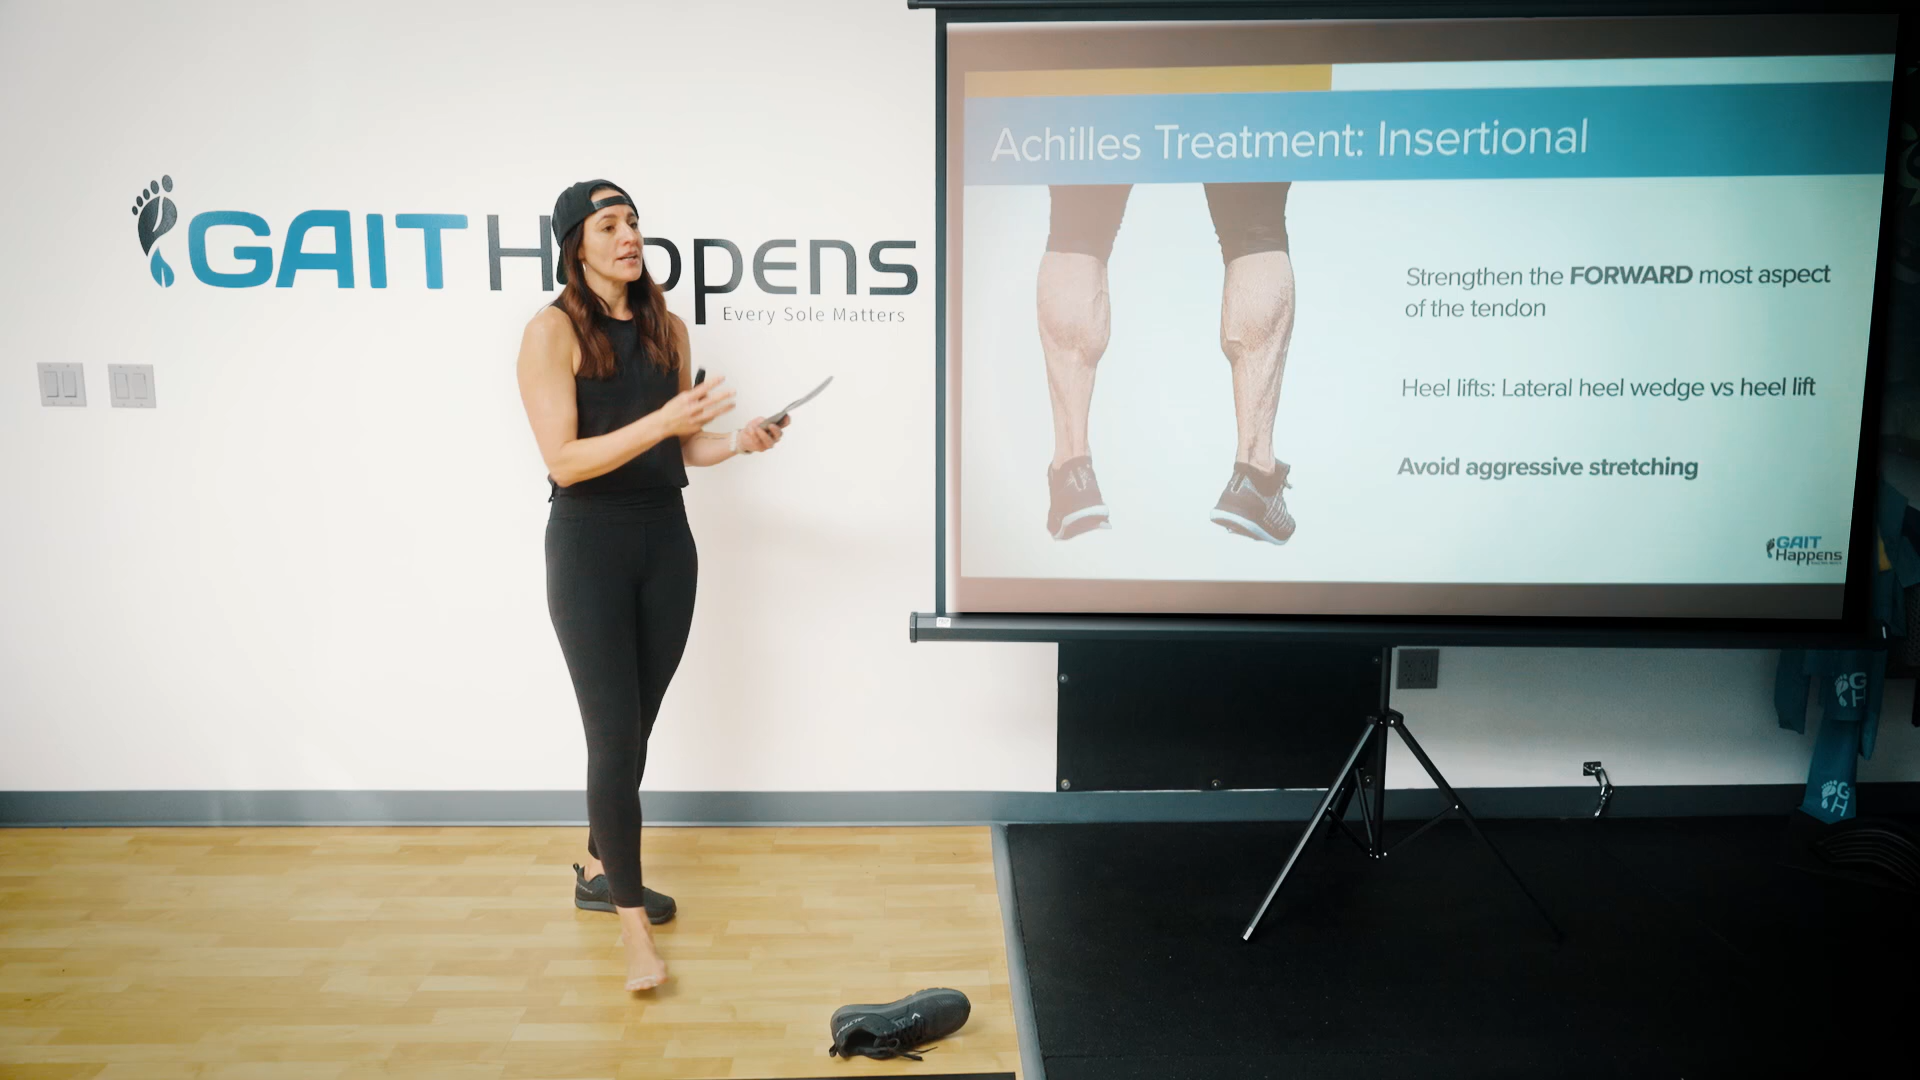 GAIT Happens
Every Sole Matters
Achilles Treatment: Insertional
Strengthen the FORWARD most aspect
of the tendon
Heel lifts: Lateral heel wedge vs heel lift
Avoid aggressive stretching
GAIT
Happens
G
H
G
H
ALTRA